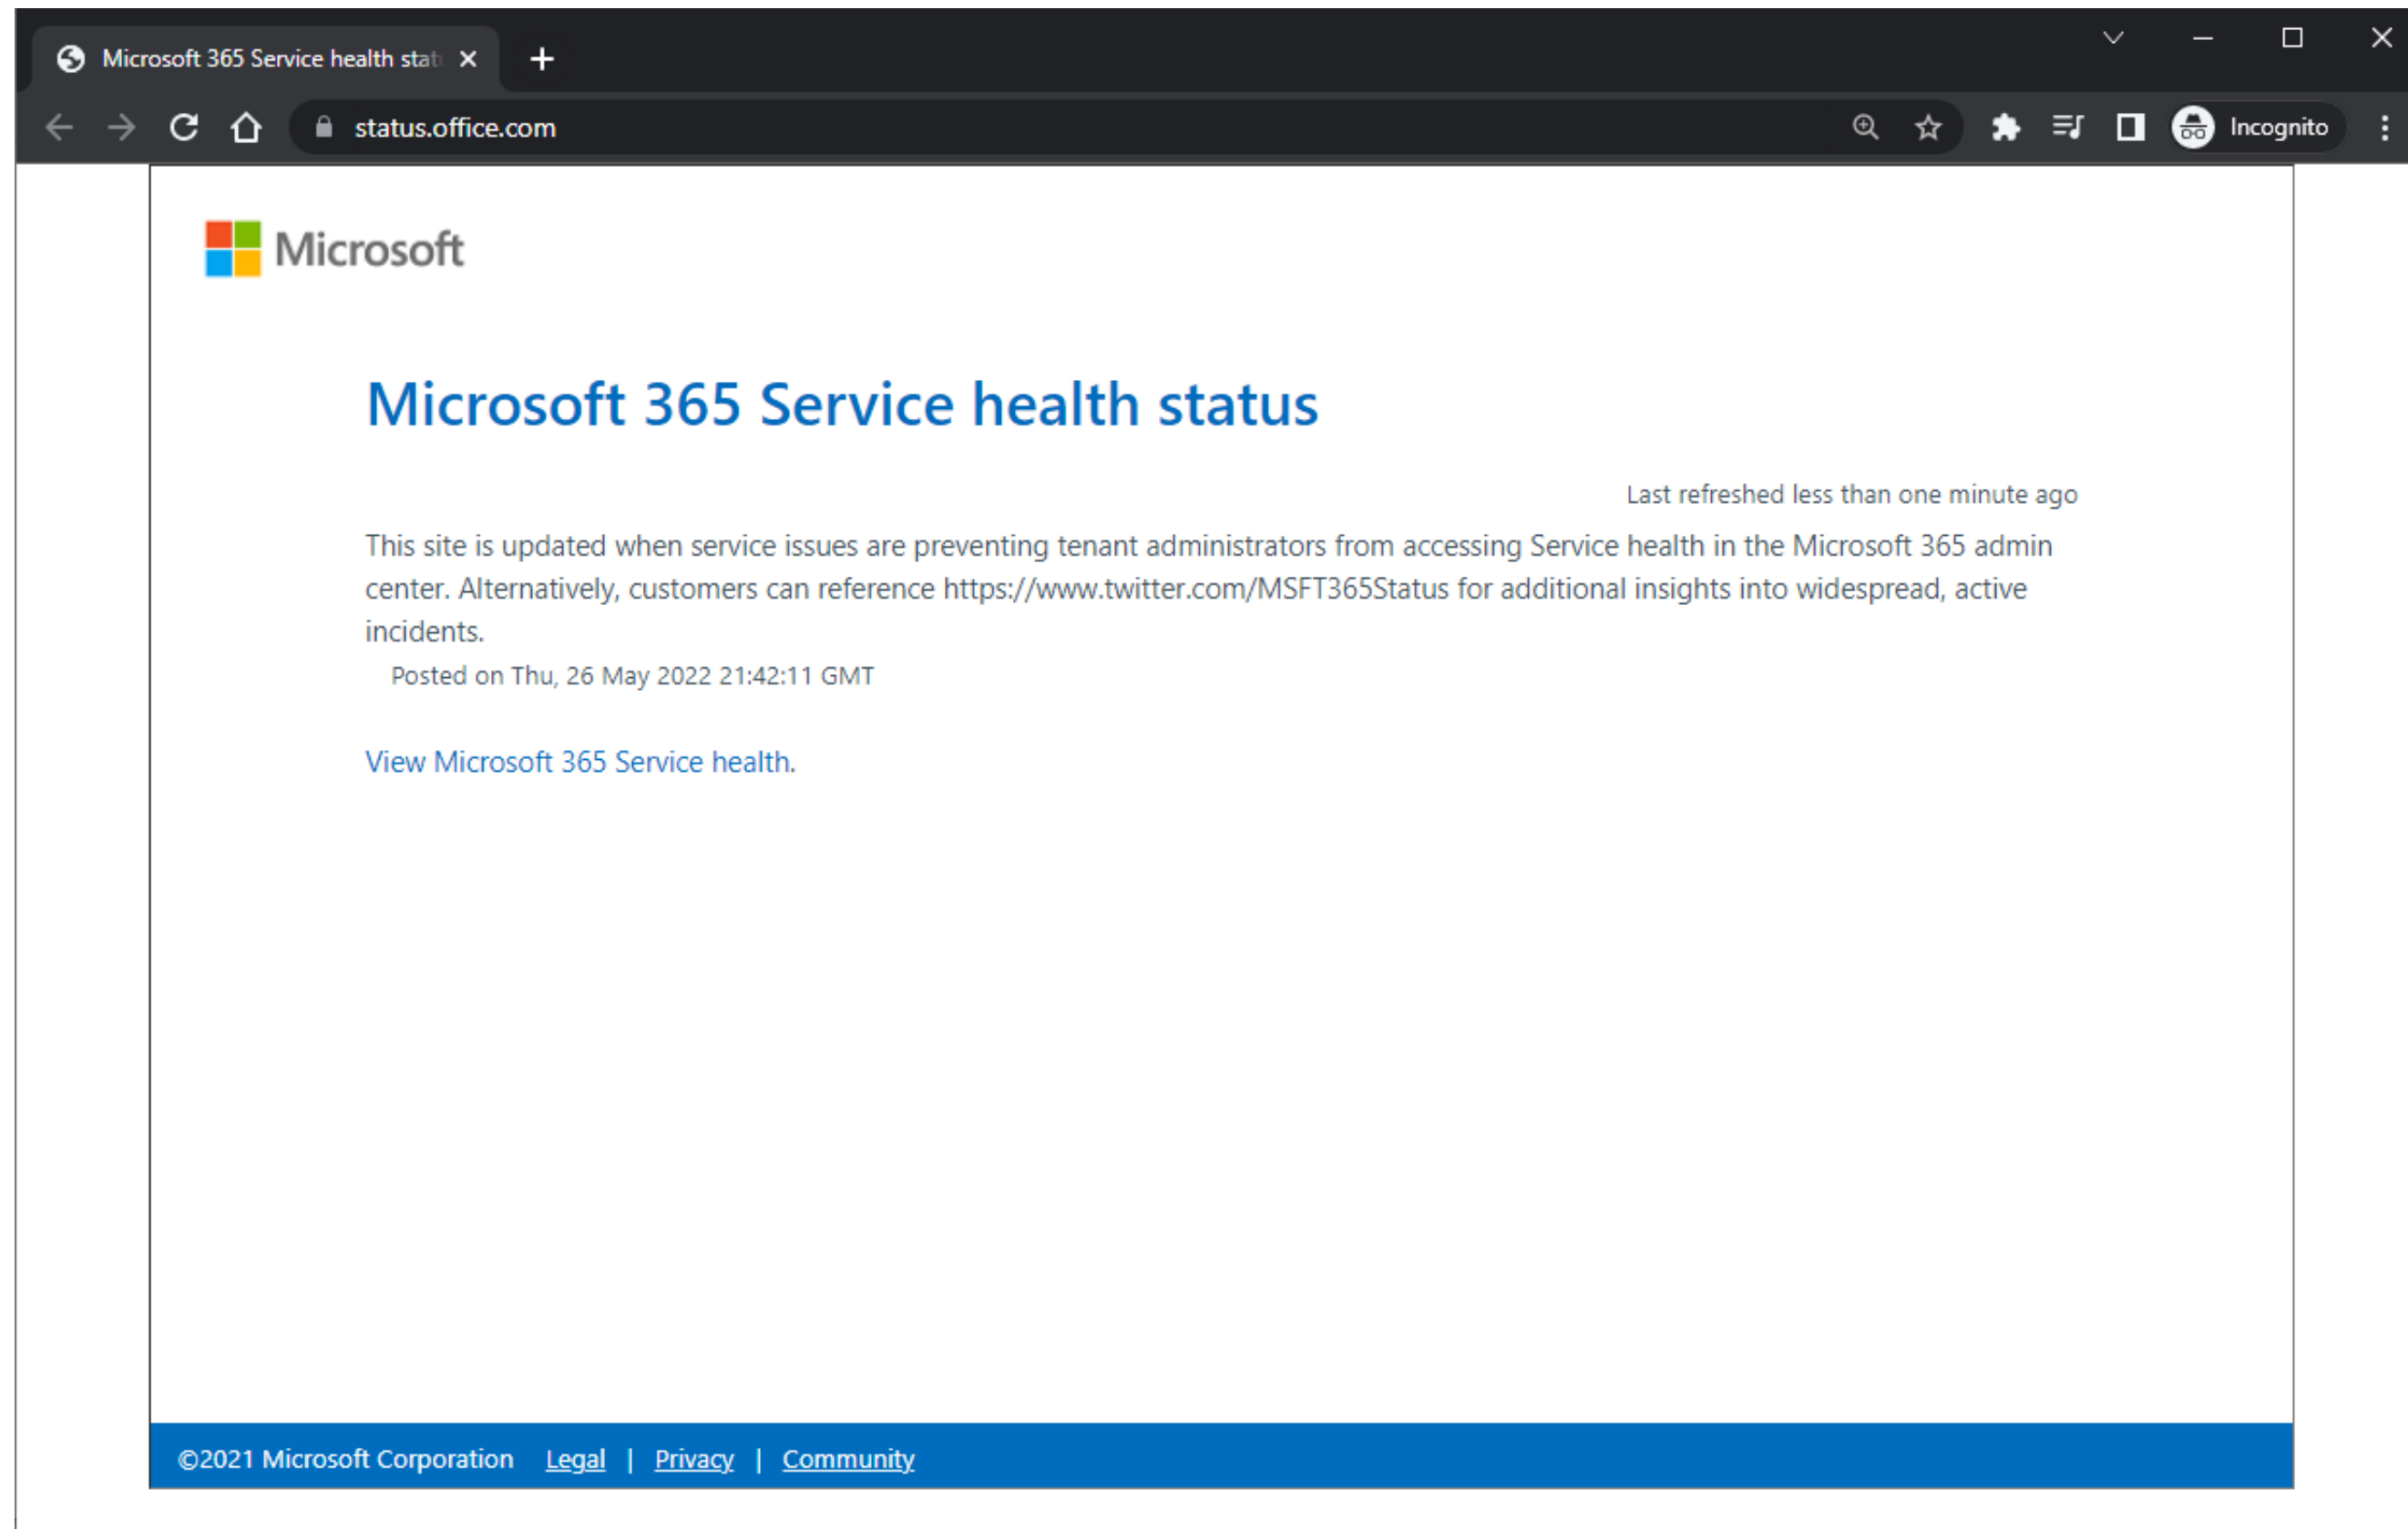 Microsoft 365 Service health stat
status.office.com
Incognito
Microsoft
Microsoft 365 Service health status
Last refreshed less than one minute ago
This site is updated when service issues are preventing tenant administrators from accessing Service health in the Microsoft 365 admin
center. Alternatively, customers can reference https://www.twitter.com/MSFT365Status for additional insights into widespread, active
incidents.
Posted on Thu, 26 May 2022 21:42:11 GMT
View Microsoft 365 Service health.
©2021 Microsoft Corporation Legal | Privacy | Community